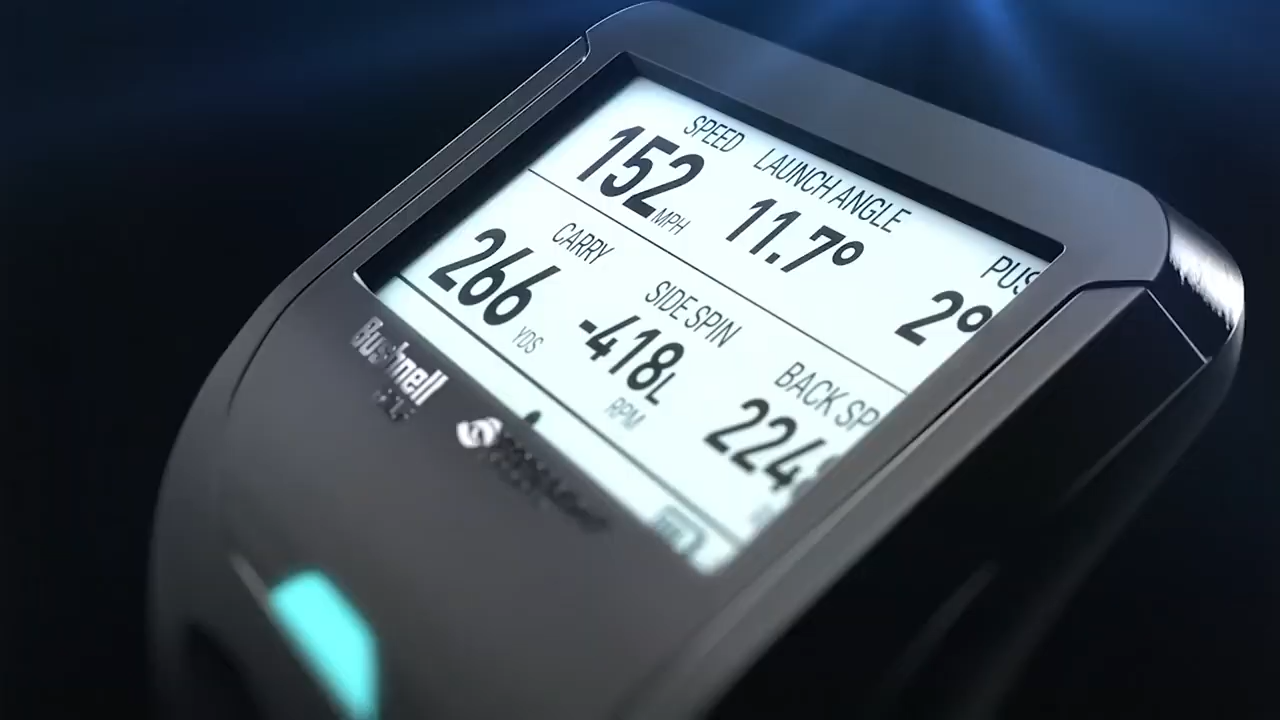 SPEED
152 MPH
LAUNCH ANGLE
11.7°
PUS
2°
CARRY
266 YDS
SIDE SPIN
-418L
RPM
BACK SP
224
Bushnell